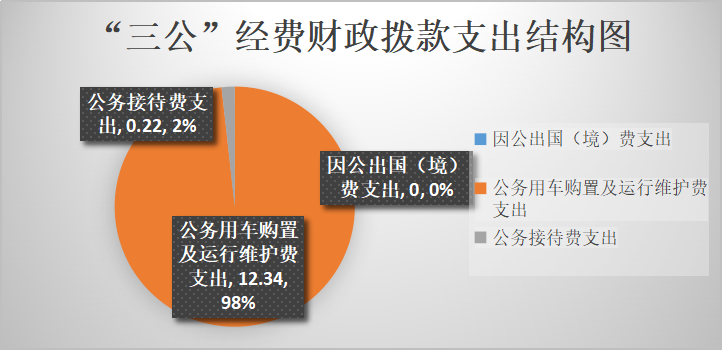 “三公”经费财政拨款支出结构图
公务接待费支
出, 0.22, 2%
因公出国（境）
费支出, 0, 0%
公务用车购置
及运行维护费
支出, 12.34,
98%
因公出国（境）费支出
公务用车购置及运行维护费
支出
公务接待费支出